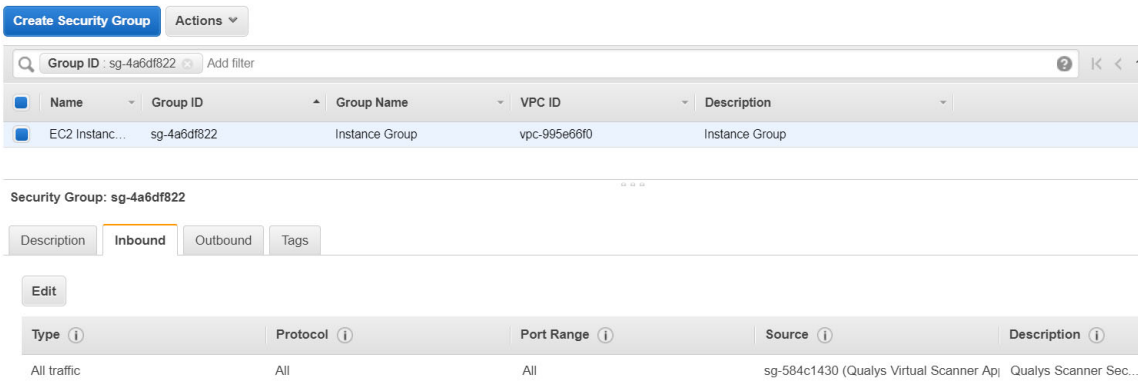 Create Security Group Actions
Group ID : sg-4a6df822 Add filter
Name Group ID Group Name VPC ID Description
EC2 Instanc... sg-4a6df822 Instance Group vpc-995e66f0 Instance Group
Security Group: sg-4a6df822
Description Inbound Outbound Tags
Edit
Type Protocol Port Range Source Description
All traffic All All sg-584c1430 (Qualys Virtual Scanner Ap Qualys Scanner Sec...